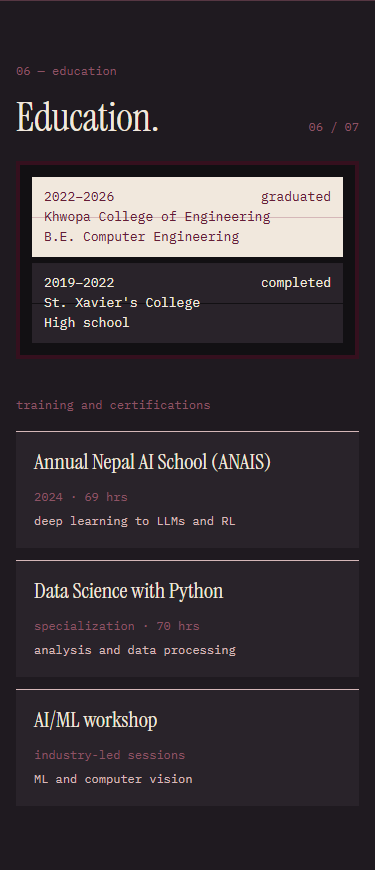 06 — education
Education.
06 / 07
2022–2026 graduated
Khwopa College of Engineering
B.E. Computer Engineering
2019–2022 completed
St. Xavier's College
High school
training and certifications
Annual Nepal AI School (ANAIS)
2024 · 69 hrs
deep learning to LLMs and RL
Data Science with Python
specialization · 70 hrs
analysis and data processing
AI/ML workshop
industry-led sessions
ML and computer vision